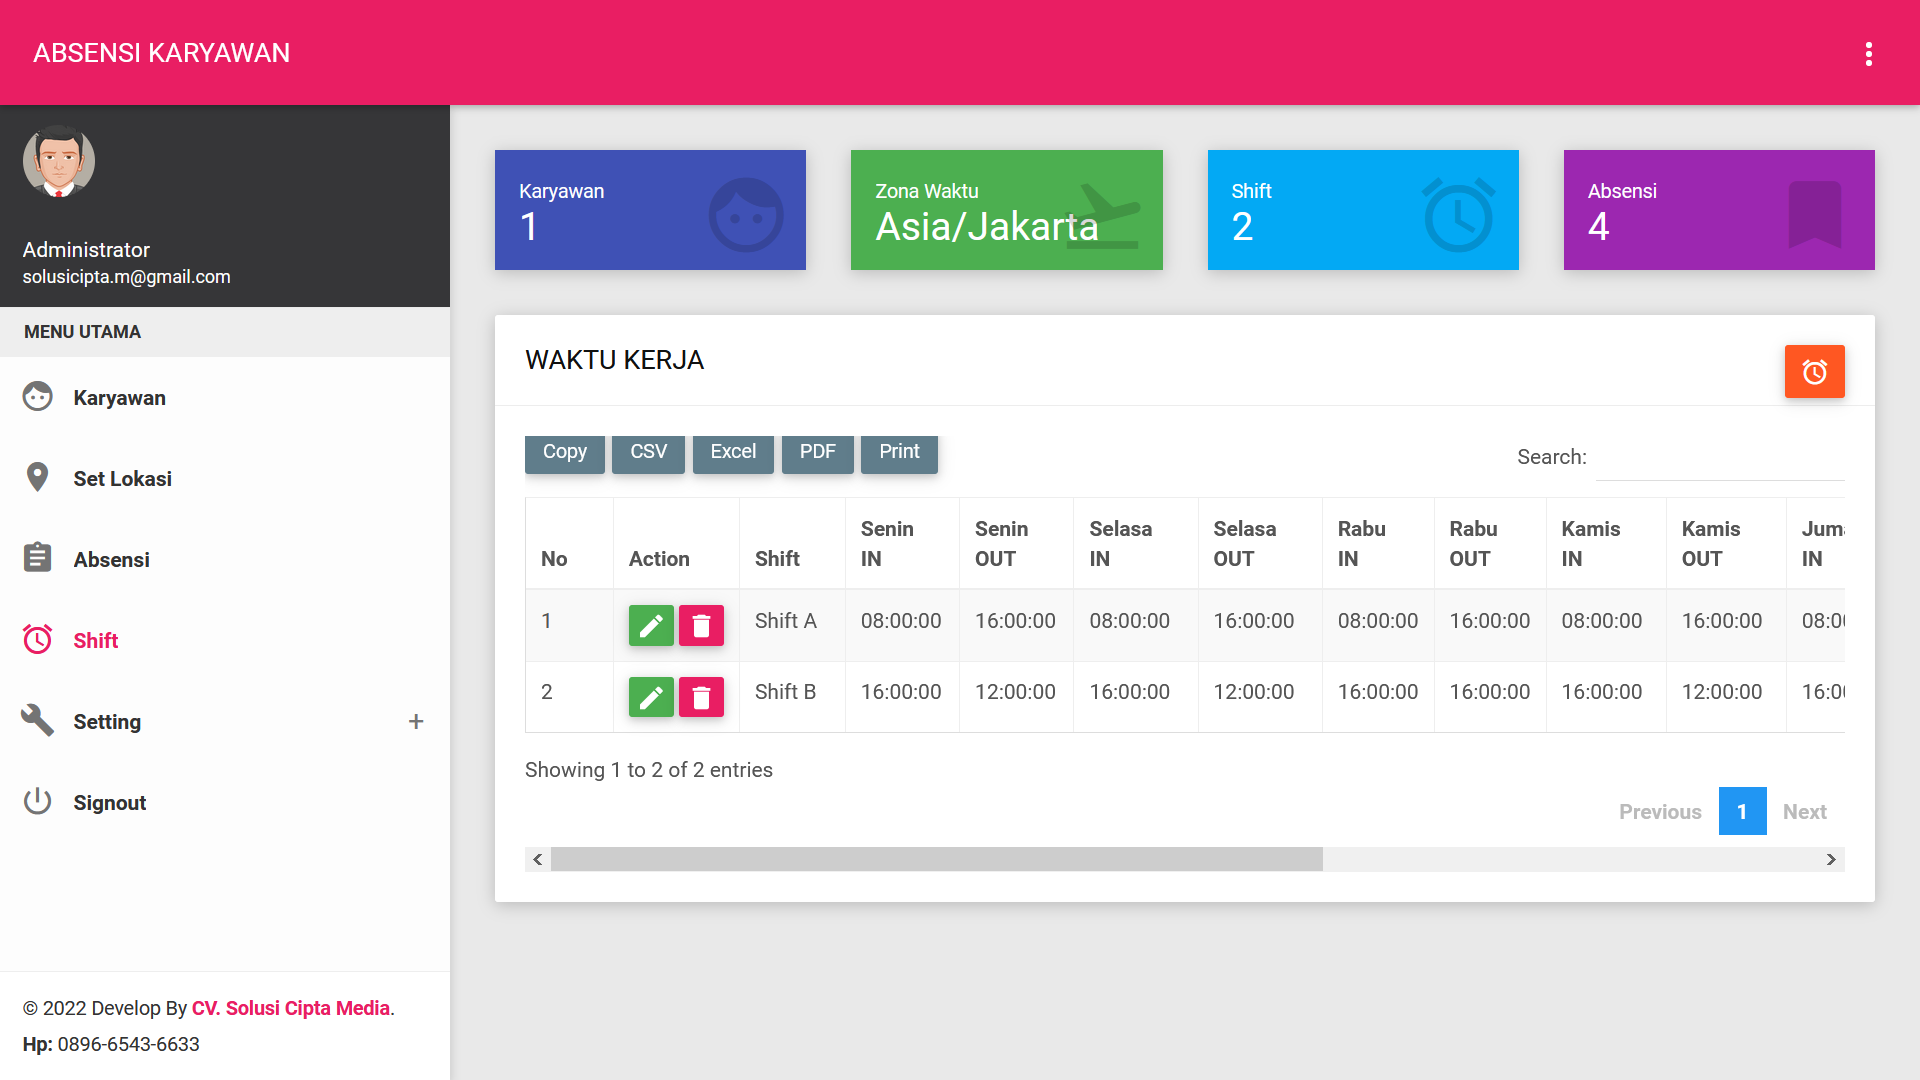 ABSENSI KARYAWAN
Administrator
solusicipta.m@gmail.com
MENU UTAMA
Karyawan
Set Lokasi
Absensi
Shift
Setting +
Signout
© 2022 Develop By CV. Solusi Cipta Media.
Hp: 0896-6543-6633
Karyawan
1
Zona Waktu
Asia/Jakarta
Shift
2
Absensi
4
WAKTU KERJA
Copy CSV Excel PDF Print
Search:
No Action Shift Senin IN Senin OUT Selasa IN Selasa OUT Rabu IN Rabu OUT Kamis IN Kamis OUT IN
1 Shift A 08:00:00 16:00:00 08:00:00 16:00:00 08:00:00 16:00:00 08:00:00 16:00:00
2 Shift B 16:00:00 12:00:00 16:00:00 12:00:00 16:00:00 16:00:00 16:00:00 12:00:00
Showing 1 to 2 of 2 entries
Previous 1 Next